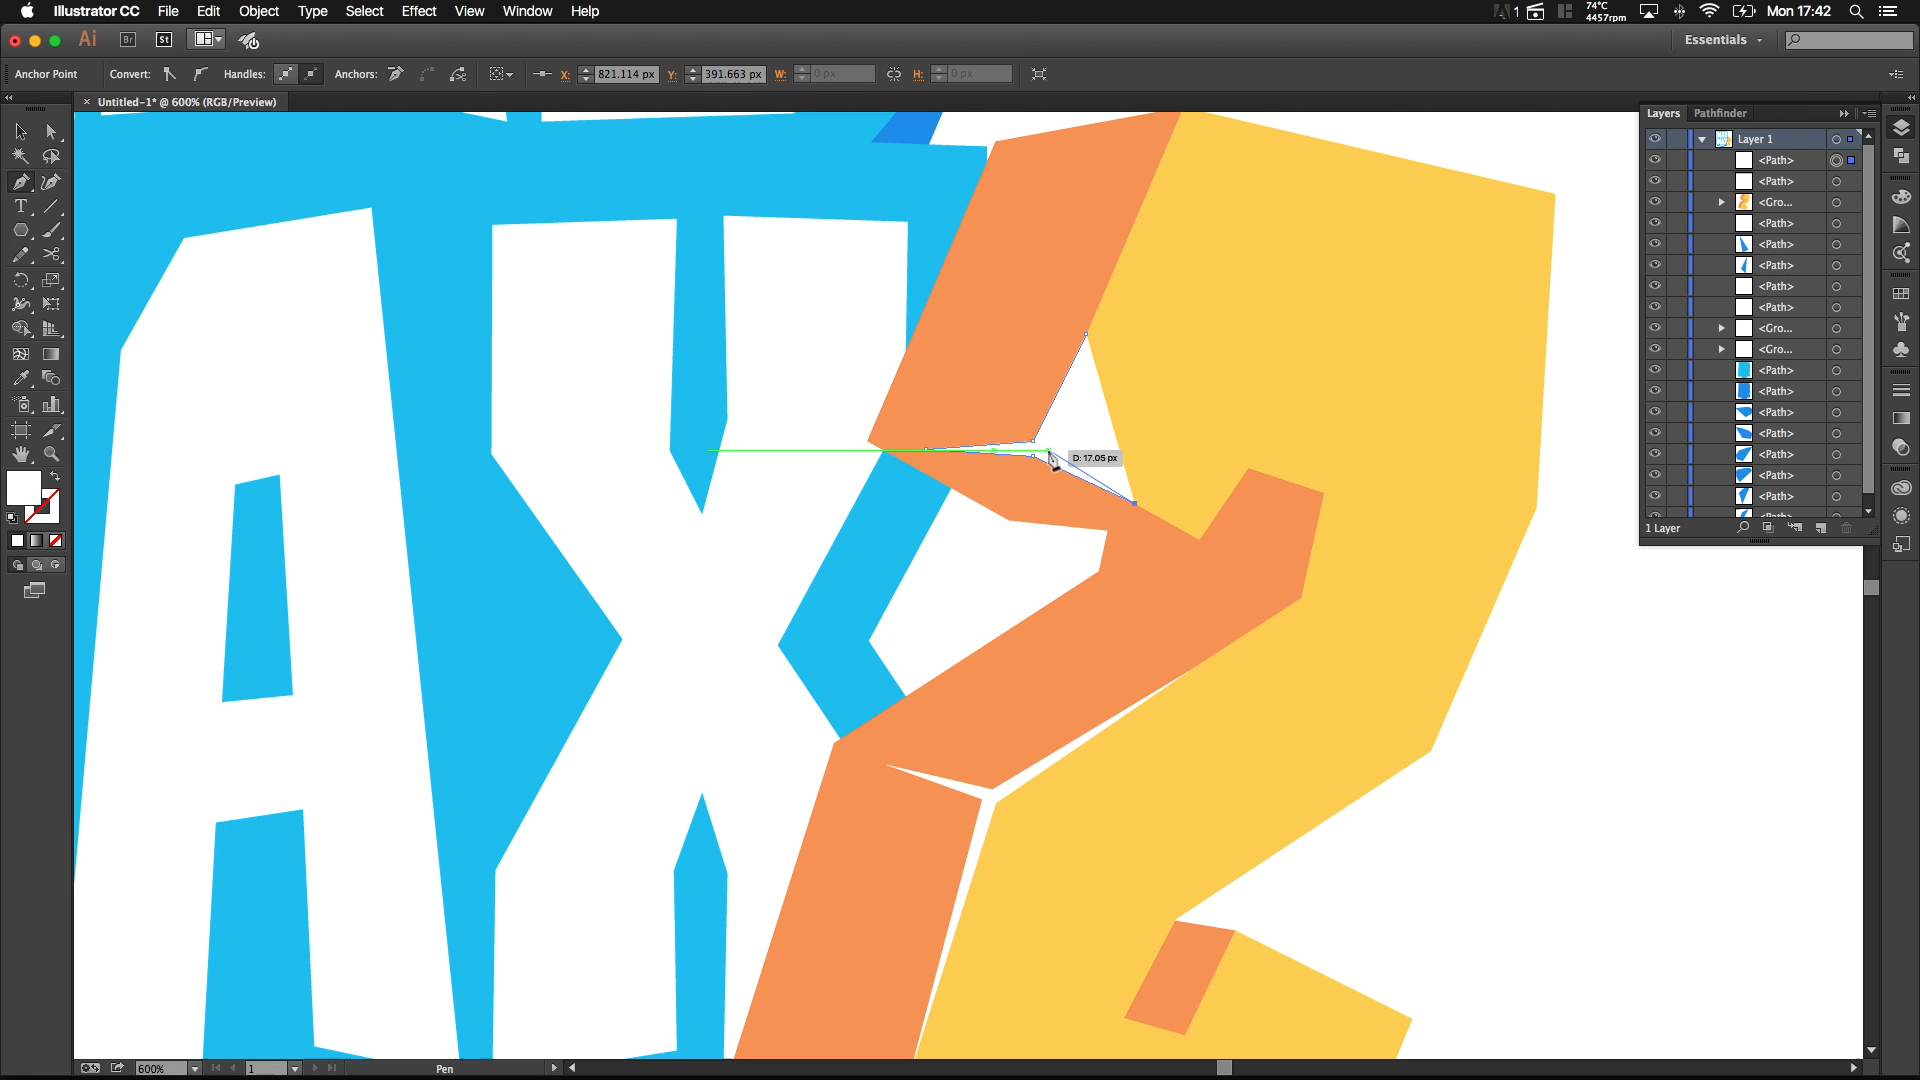 Illustrator CC File Edit Object Type Select Effect View Window Help
1 74°C 4457rpm Mon 17:42
Ai Br St Essentials
Anchor Point Convert: Handles: Anchors: X: 821.114 px Y: 391.663 px W: 0 px H: 0 px
× Untitled-1* @ 600% (RGB/Preview)
Layers Pathfinder
Layer 1
<Path>
<Path>
<Gro...
<Path>
<Path>
<Path>
<Path>
<Path>
<Gro...
<Gro...
<Path>
<Path>
<Path>
<Path>
<Path>
<Path>
<Path>
<Path>
1 Layer
T
AX
D: 17.05 px
600% 1 Pen